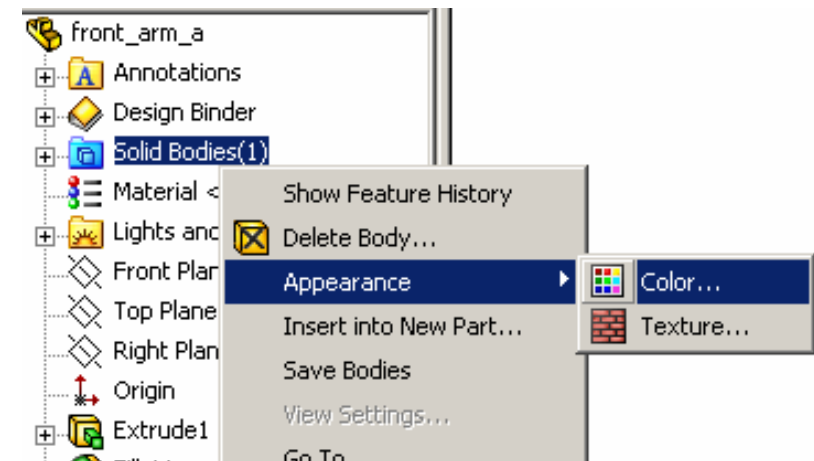 front_arm_a
Annotations
Design Binder
Solid Bodies(1)
Material <
Lights and
Front Plan
Top Plane
Right Plan
Origin
Extrude1
Show Feature History
Delete Body...
Appearance
Insert into New Part...
Save Bodies
View Settings...
Go To
Color...
Texture...